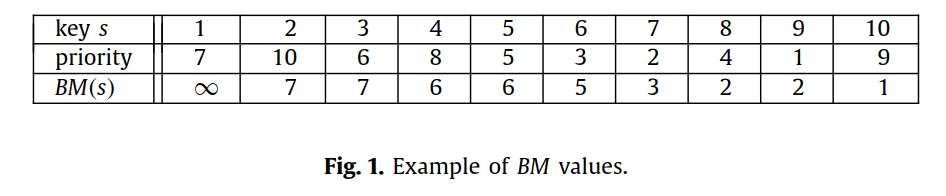 key s 1 2 3 4 5 6 7 8 9 10
priority 7 10 6 8 5 3 2 4 1 9
BM(s) ∞ 7 7 6 6 5 3 2 2 1
Fig. 1. Example of BM values.